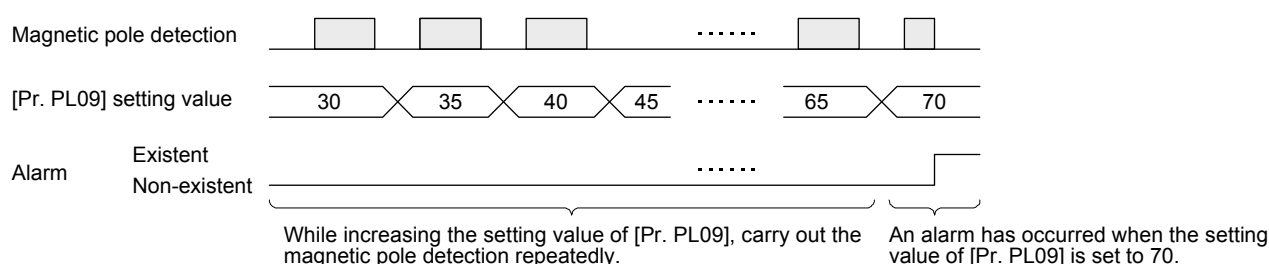 Magnetic pole detection
[Pr. PL09] setting value 30 35 40 45 ...... 65 70
Alarm
Existent
Non-existent
While increasing the setting value of [Pr. PL09], carry out the
magnetic pole detection repeatedly.
An alarm has occurred when the setting
value of [Pr. PL09] is set to 70.